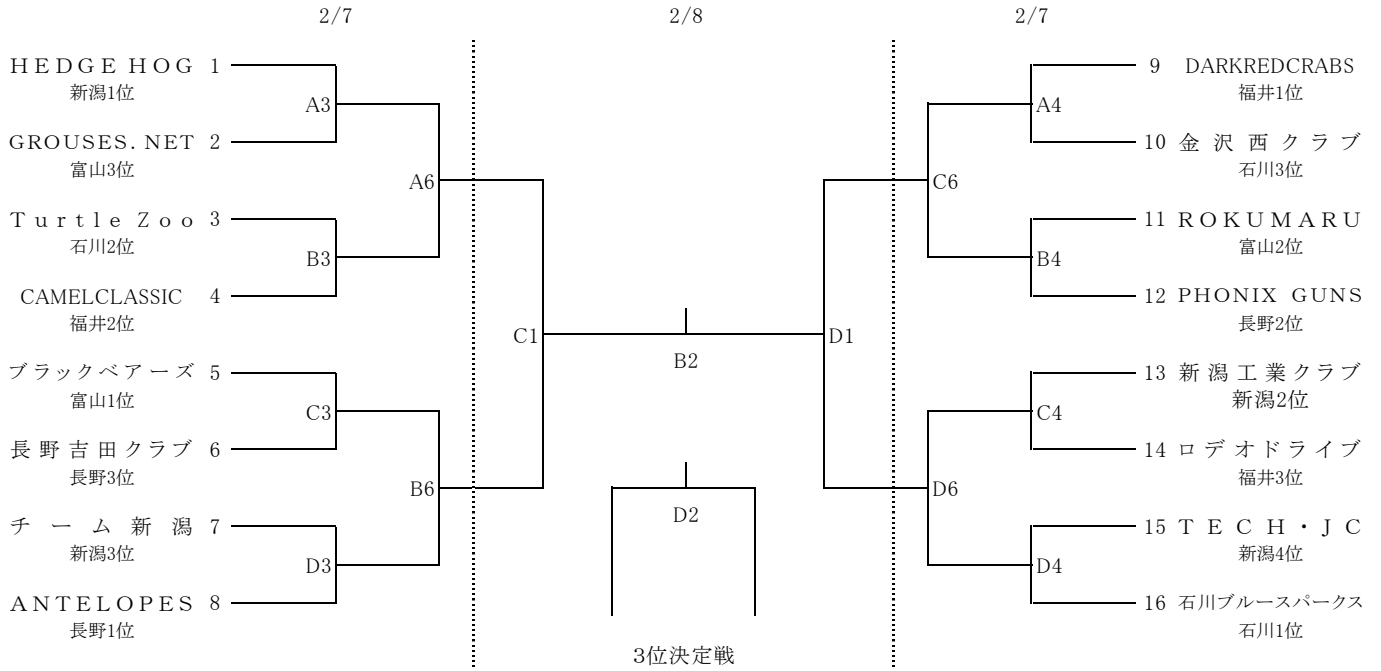 2/7
2/8
2/7
HEDGE HOG 1
新潟1位
A3
GROUSES.NET 2
富山3位
A6
Turtle Zoo 3
石川2位
B3
CAMELCLASSIC 4
福井2位
C1
ブラックベアーズ 5
富山1位
C3
長野吉田クラブ 6
長野3位
B6
チーム新潟 7
新潟3位
D3
ANTELOPES 8
長野1位
B2
D2
3位決定戦
9 DARKREDCRABS
福井1位
A4
10 金沢西クラブ
石川3位
C6
11 ROKUMARU
富山2位
B4
12 PHONIX GUNS
長野2位
D1
13 新潟工業クラブ
新潟2位
C4
14 ロデオドライブ
福井3位
D6
15 TECH・JC
新潟4位
D4
16 石川ブルースパークス
石川1位